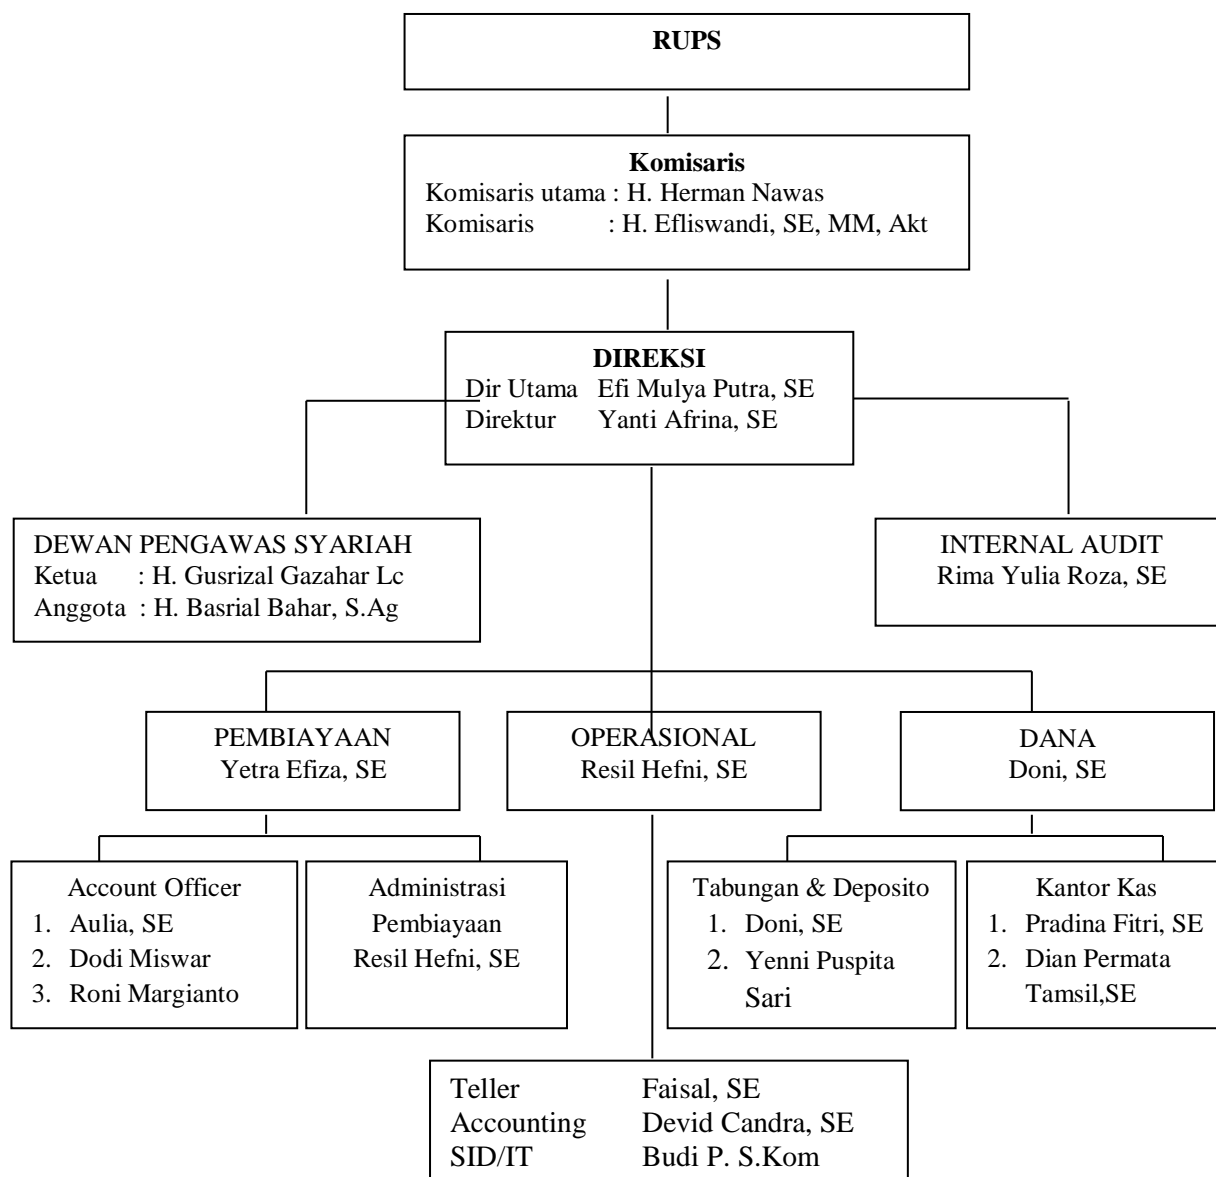 RUPS
Komisaris
Komisaris utama : H. Herman Nawas
Komisaris : H. Efliswandi, SE, MM, Akt
DIREKSI
Dir Utama Efi Mulya Putra, SE
Direktur Yanti Afrina, SE
DEWAN PENGAWAS SYARIAH
Ketua : H. Gusrizal Gazahar Lc
Anggota : H. Basrial Bahar, S.Ag
INTERNAL AUDIT
Rima Yulia Roza, SE
PEMBIAYAAN
Yetra Efiza, SE
OPERASIONAL
Resil Hefni, SE
DANA
Doni, SE
Account Officer
1. Aulia, SE
2. Dodi Miswar
3. Roni Margianto
Administrasi
Pembiayaan
Resil Hefni, SE
Tabungan & Deposito
1. Doni, SE
2. Yenni Puspita
Sari
Kantor Kas
1. Pradina Fitri, SE
2. Dian Permata
Tamsil,SE
Teller Faisal, SE
Accounting Devid Candra, SE
SID/IT Budi P. S.Kom